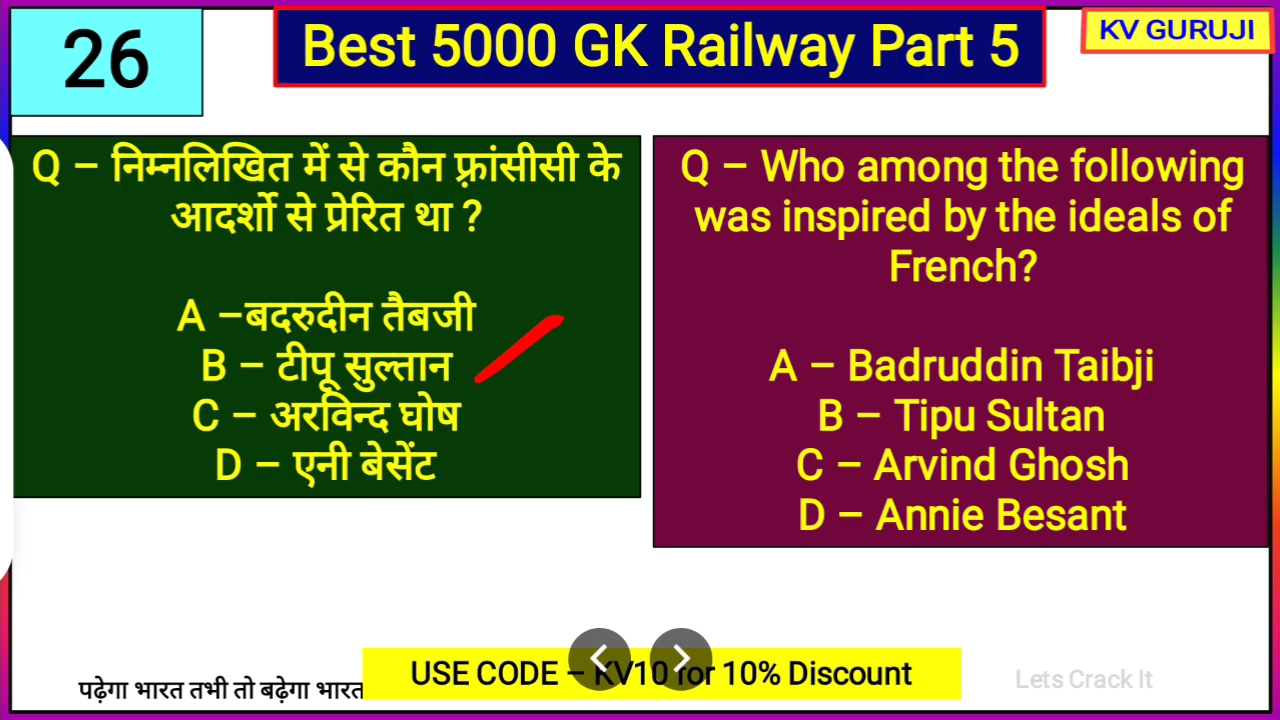 26
Best 5000 GK Railway Part 5
KV GURUJI
Q – निम्नलिखित में से कौन फ़्रांसीसी के
आदर्शो से प्रेरित था ?
A –बदरुदीन तैबजी
B – टीपू सुल्तान
C – अरविन्द घोष
D – एनी बेसेंट
Q – Who among the following
was inspired by the ideals of
French?
A – Badruddin Taibji
B – Tipu Sultan
C – Arvind Ghosh
D – Annie Besant
पढ़ेगा भारत तभी तो बढ़ेगा भारत
USE CODE – KV10 for 10% Discount
Lets Crack It